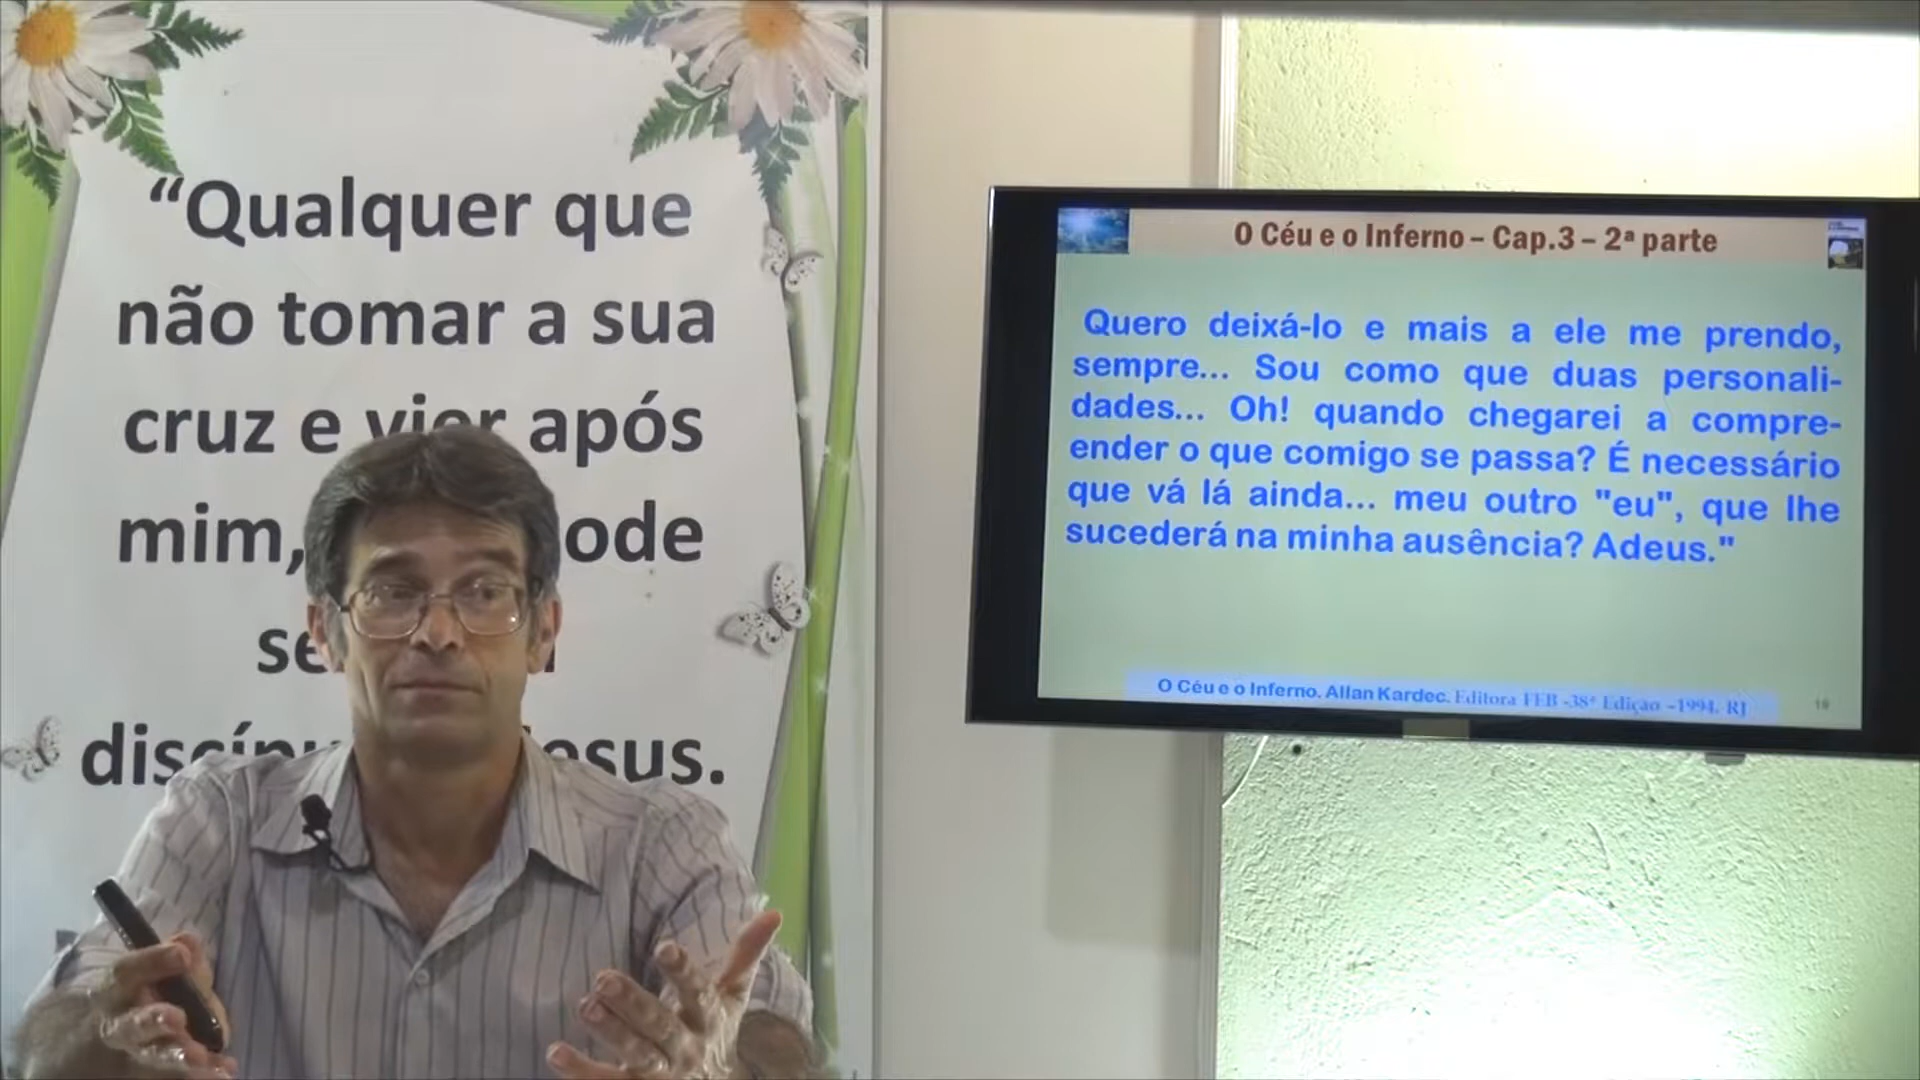 “Qualquer que
não tomar a sua
cruz e vier após
mim, ode
se
discípu esus.
O Céu e o Inferno – Cap.3 – 2ª parte
Quero deixá-lo e mais a ele me prendo,
sempre... Sou como que duas personali-
dades... Oh! quando chegarei a compre-
ender o que comigo se passa? É necessário
que vá lá ainda... meu outro "eu", que lhe
sucederá na minha ausência? Adeus."
O Céu e o Inferno. Allan Kardec. Editora FEB -38ª Edição -1994. RJ